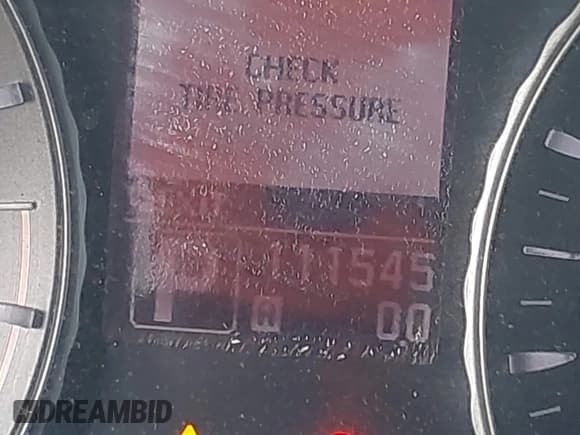 CHECK
TIRE PRESSURE
111545
P
0.0
DREAMBID